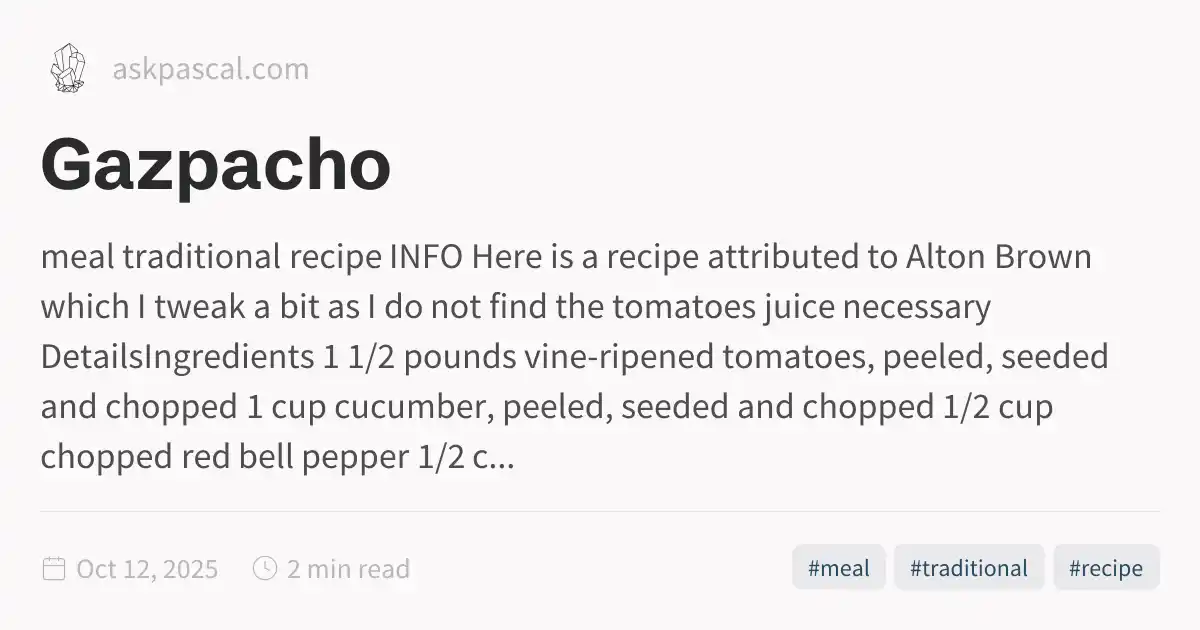 askpascal.com
Gazpacho
meal traditional recipe INFO Here is a recipe attributed to Alton Brown
which I tweak a bit as I do not find the tomatoes juice necessary
DetailsIngredients 1 1/2 pounds vine-ripened tomatoes, peeled, seeded
and chopped 1 cup cucumber, peeled, seeded and chopped 1/2 cup
chopped red bell pepper 1/2 c...
Oct 12, 2025 2 min read #meal #traditional #recipe